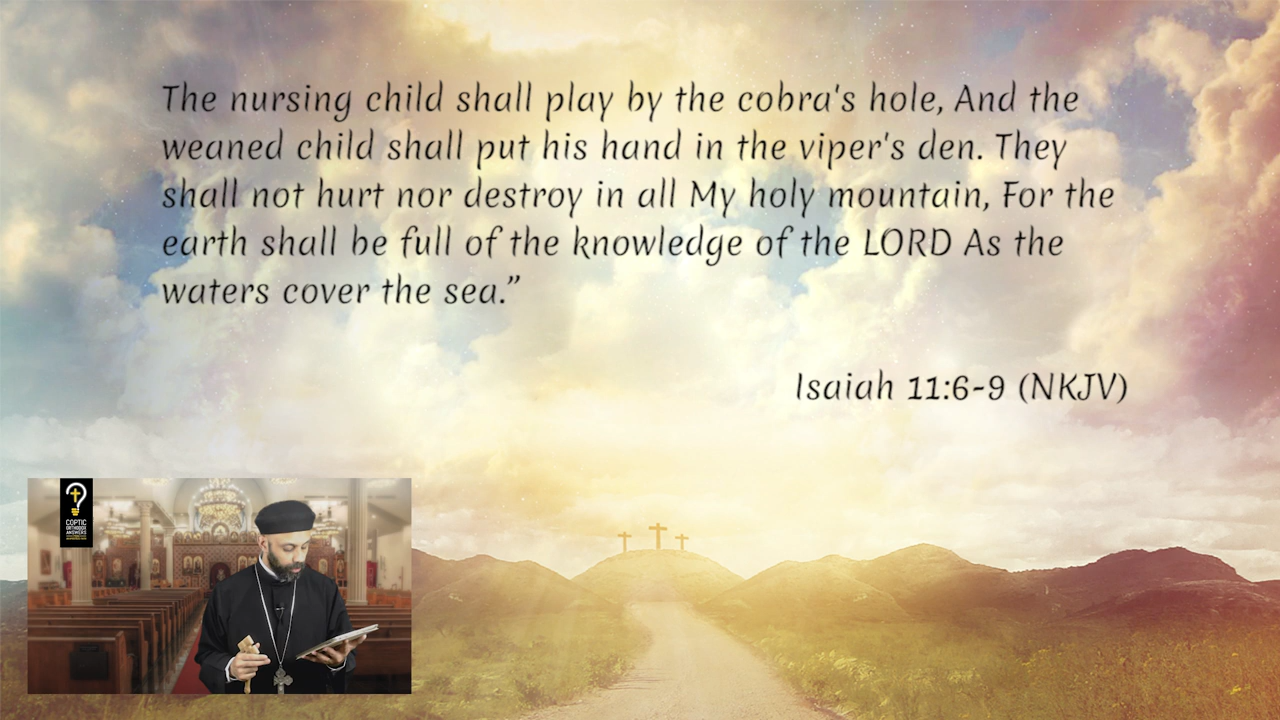 The nursing child shall play by the cobra's hole, And the
weaned child shall put his hand in the viper's den. They
shall not hurt nor destroy in all My holy mountain, For the
earth shall be full of the knowledge of the LORD As the
waters cover the sea.”
Isaiah 11:6-9 (NKJV)
COPTIC
ORTHODOX
ANSWERS